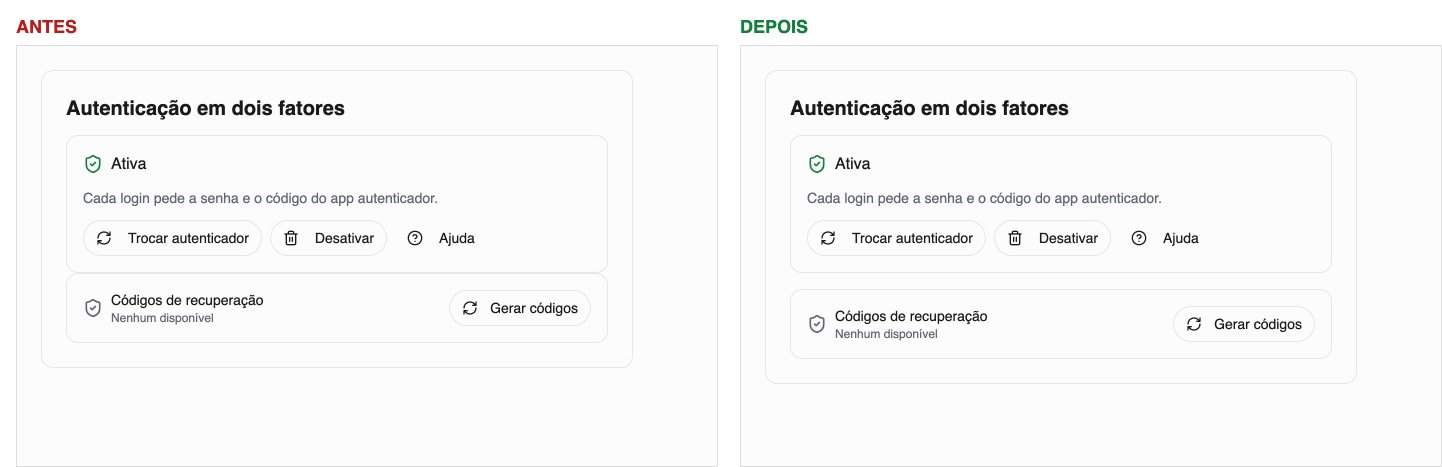 ANTES
Autenticação em dois fatores
Ativa
Cada login pede a senha e o código do app autenticador.
Trocar autenticador
Desativar
Ajuda
Códigos de recuperação
Nenhum disponível
Gerar códigos
DEPOIS
Autenticação em dois fatores
Ativa
Cada login pede a senha e o código do app autenticador.
Trocar autenticador
Desativar
Ajuda
Códigos de recuperação
Nenhum disponível
Gerar códigos